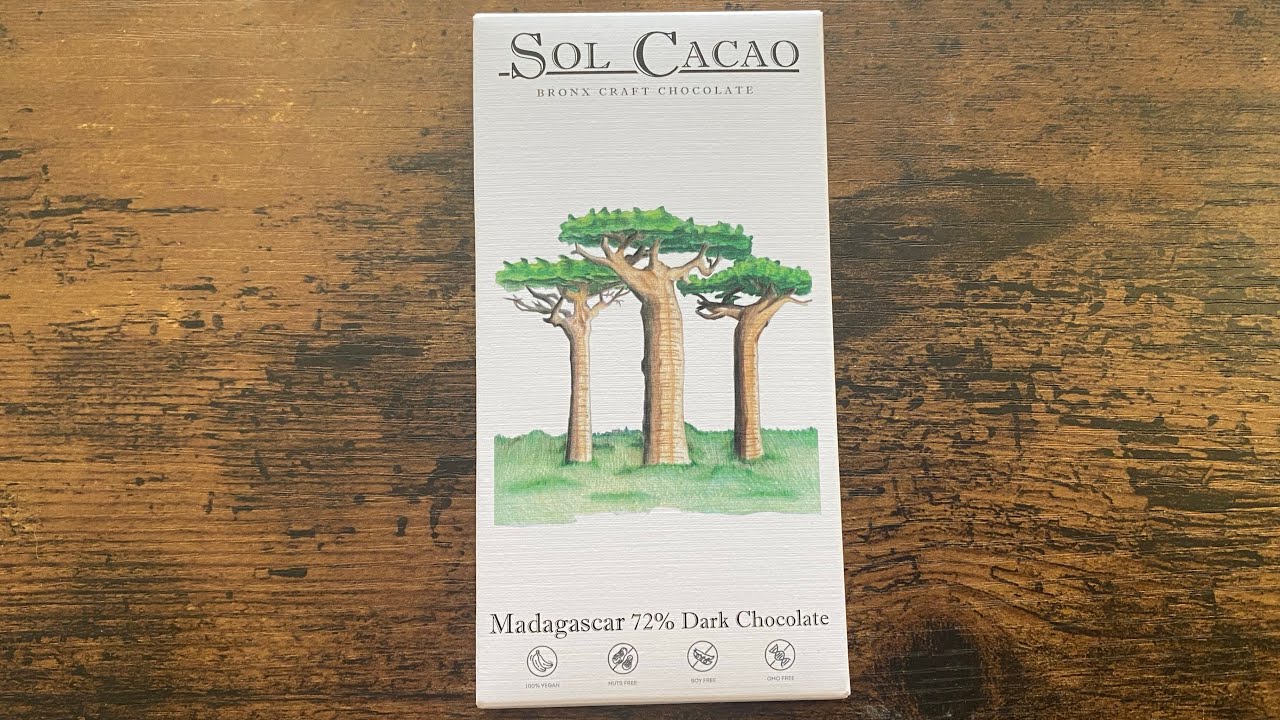 SOL CACAO
BRONX CRAFT CHOCOLATE
Madagascar 72% Dark Chocolate
100% VEGAN
NUTS FREE
SOY FREE
GMO FREE